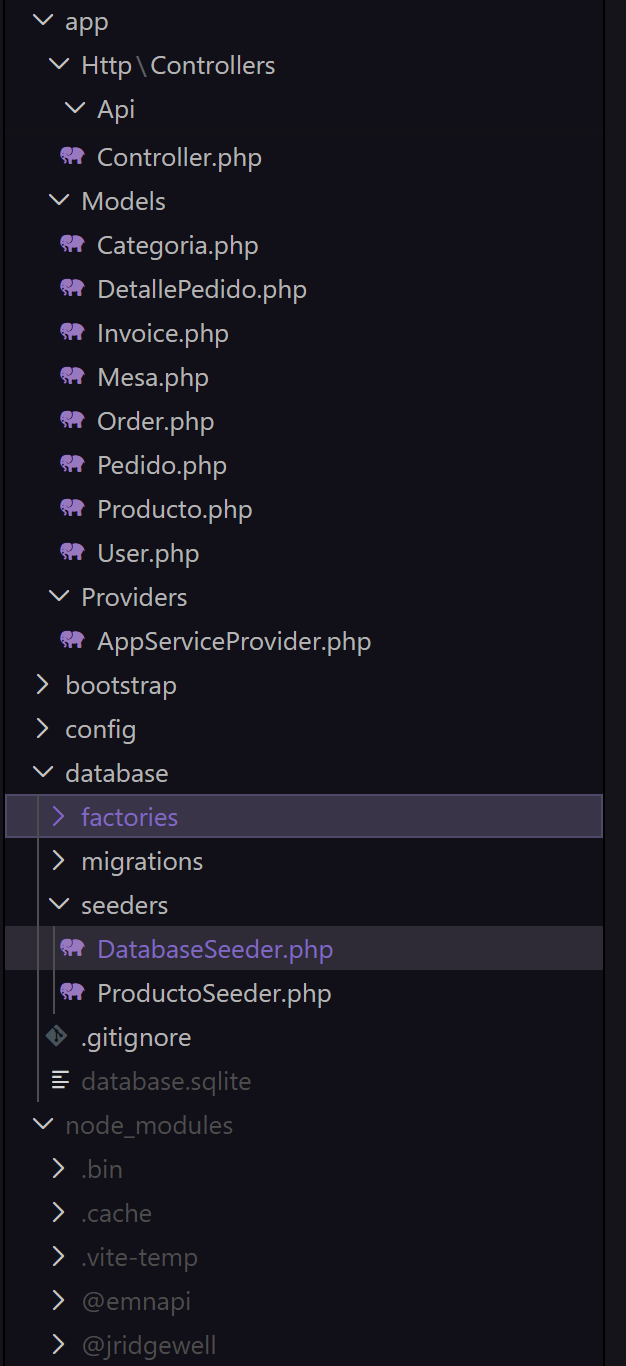 app
Http\Controllers
Api
Controller.php
Models
Categoria.php
DetallePedido.php
Invoice.php
Mesa.php
Order.php
Pedido.php
Producto.php
User.php
Providers
AppServiceProvider.php
bootstrap
config
database
factories
migrations
seeders
DatabaseSeeder.php
ProductoSeeder.php
.gitignore
database.sqlite
node_modules
.bin
.cache
.vite-temp
@emnapi
@jridgewell